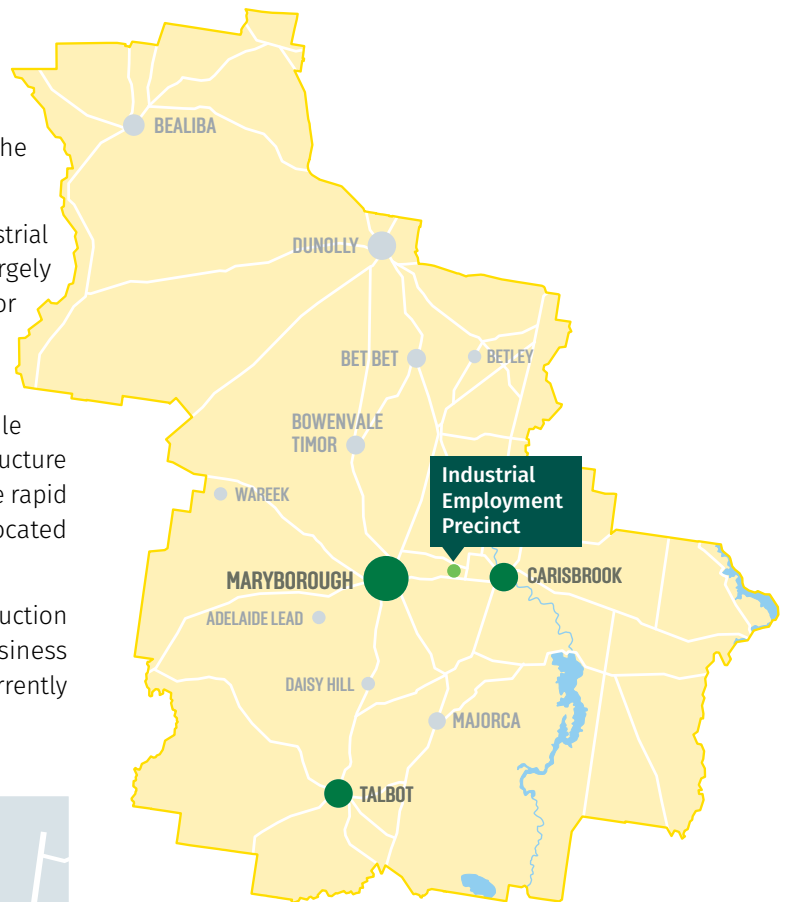 he
strial
rgely
or
le
ucture
e rapid
ocated
uction
siness
rrently
BEALIBA
DUNOLLY
BET BET
BETLEY
BOWENVALE
TIMOR
WAREEK
Industrial
Employment
Precinct
MARYBOROUGH
CARISBROOK
ADELAIDE LEAD
DAISY HILL
MAJORCA
TALBOT